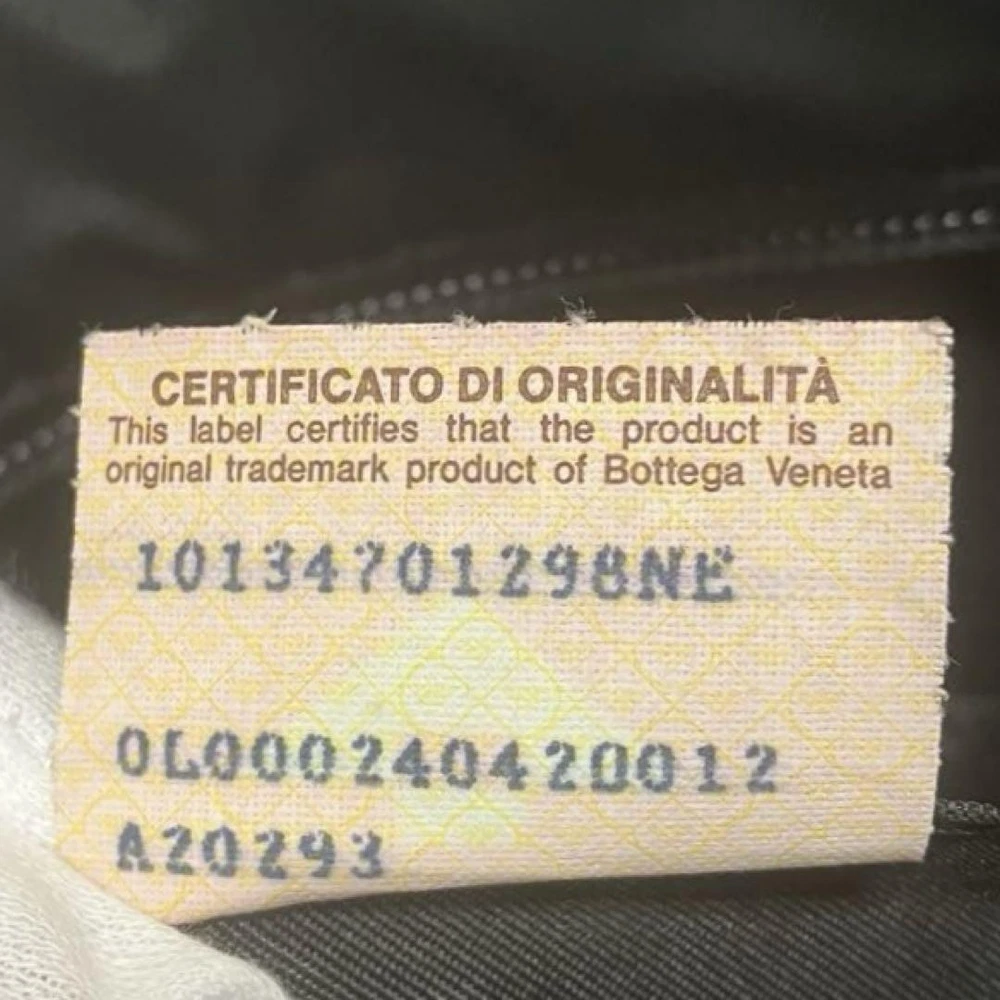 CERTIFICATO DI ORIGINALITÀ
This label certifies that the product is an
original trademark product of Bottega Veneta
10134701298NE
0L000240420012
A20293